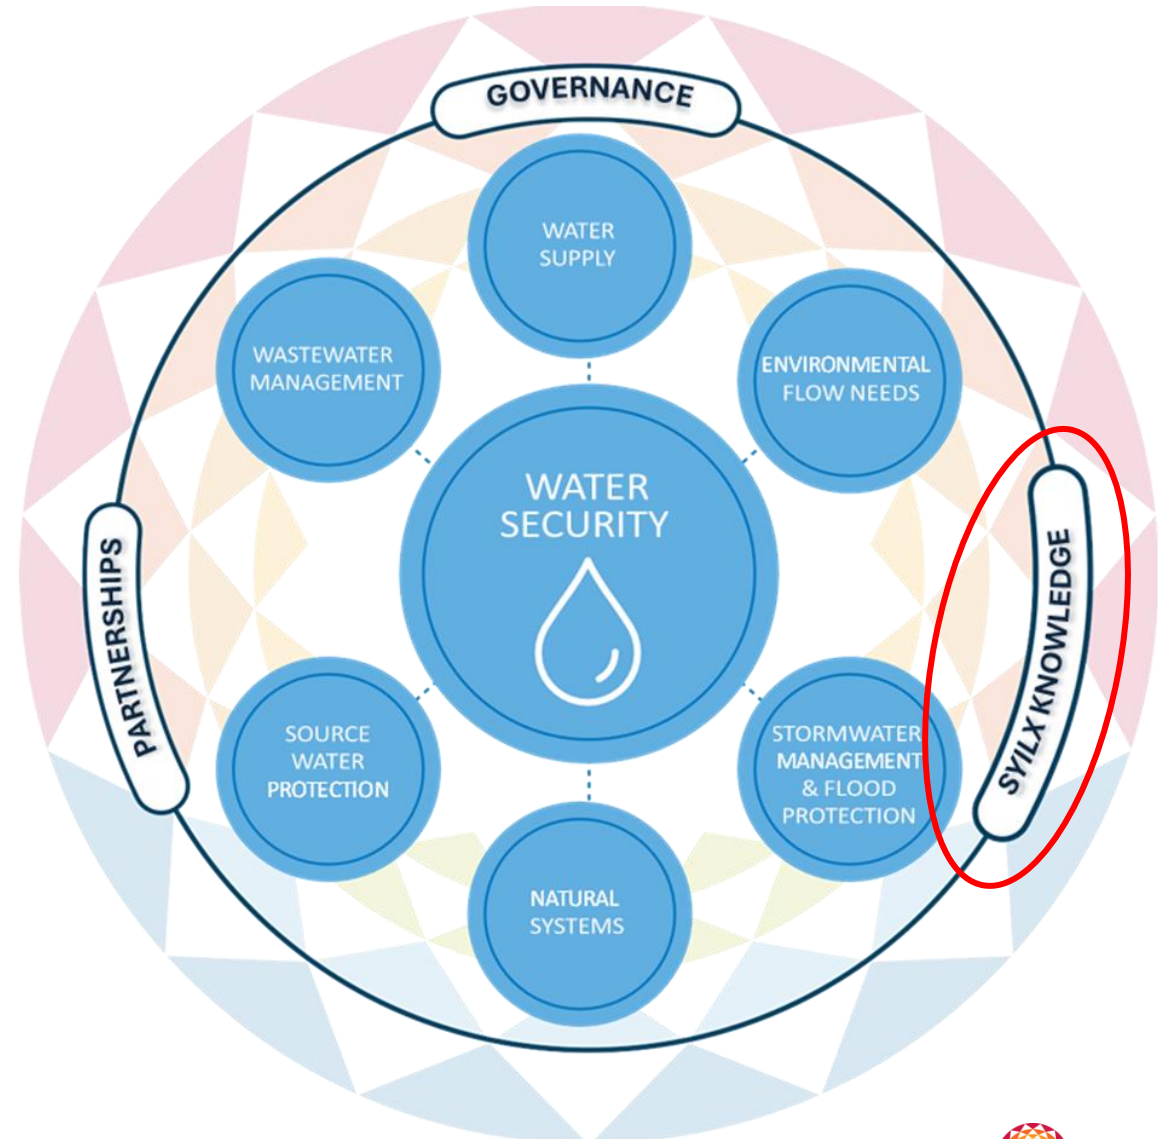 GOVERNANCE
WATER
SUPPLY
WASTEWATER
MANAGEMENT
ENVIRONMENTAL
FLOW NEEDS
WATER
SECURITY
PARTNERSHIPS
SYILX KNOWLEDGE
SOURCE
WATER
PROTECTION
STORMWATER
MANAGEMENT
& FLOOD
PROTECTION
NATURAL
SYSTEMS